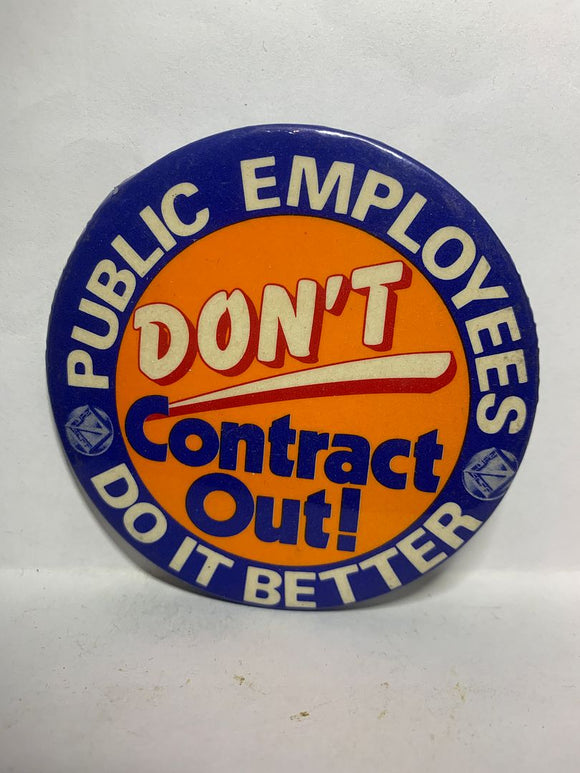 PUBLIC EMPLOYEES
DON'T
Contract
Out!
DO IT BETTER